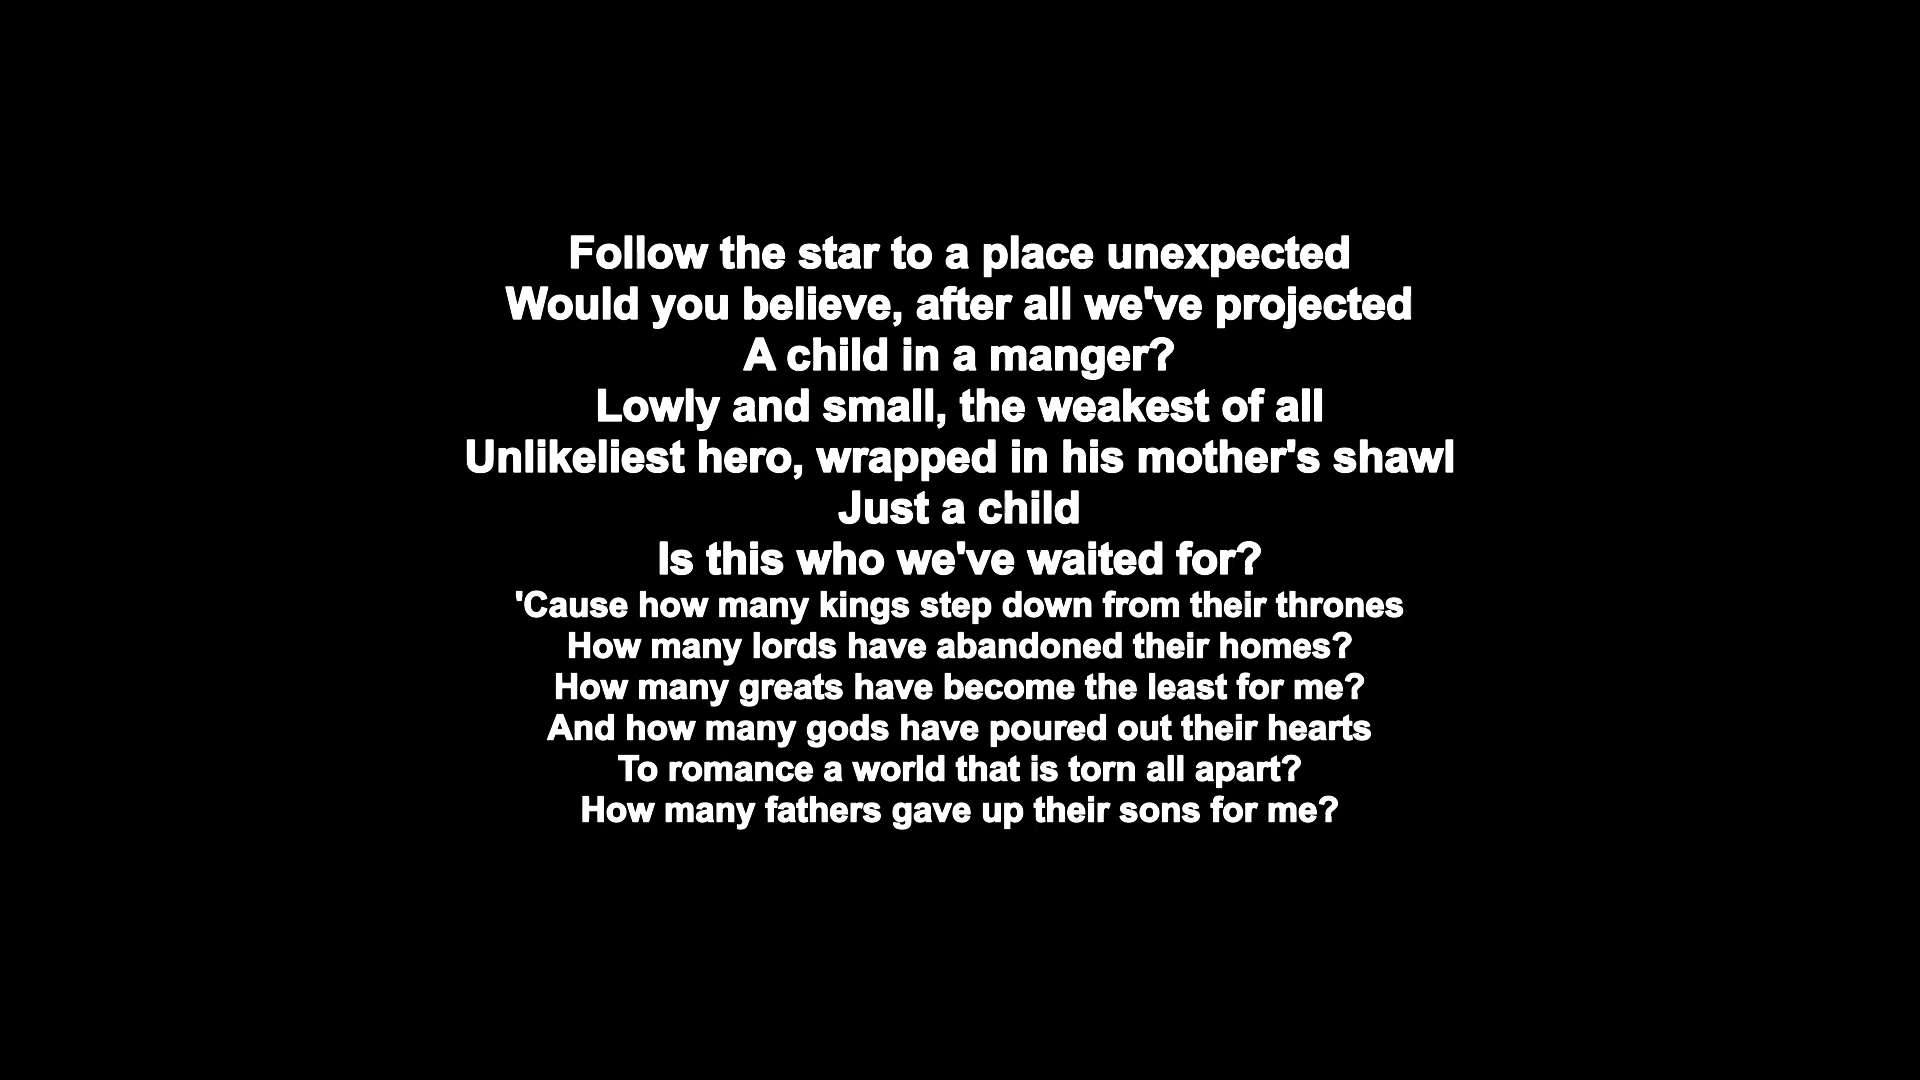 Follow the star to a place unexpected
Would you believe, after all we've projected
A child in a manger?
Lowly and small, the weakest of all
Unlikeliest hero, wrapped in his mother's shawl
Just a child
Is this who we've waited for?
'Cause how many kings step down from their thrones
How many lords have abandoned their homes?
How many greats have become the least for me?
And how many gods have poured out their hearts
To romance a world that is torn all apart?
How many fathers gave up their sons for me?